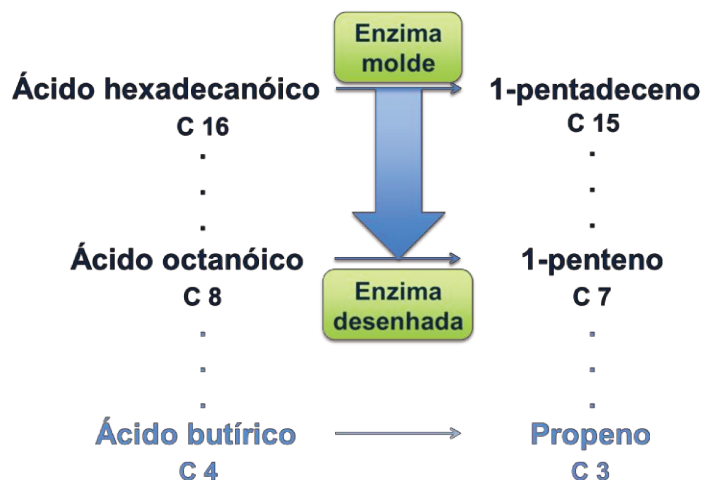 Enzima
molde
Ácido hexadecanóico
1-pentadeceno
C 16
C 15
Ácido octanóico
1-penteno
C 8
C 7
Enzima
desenhada
Ácido butírico
Propeno
C 4
C 3